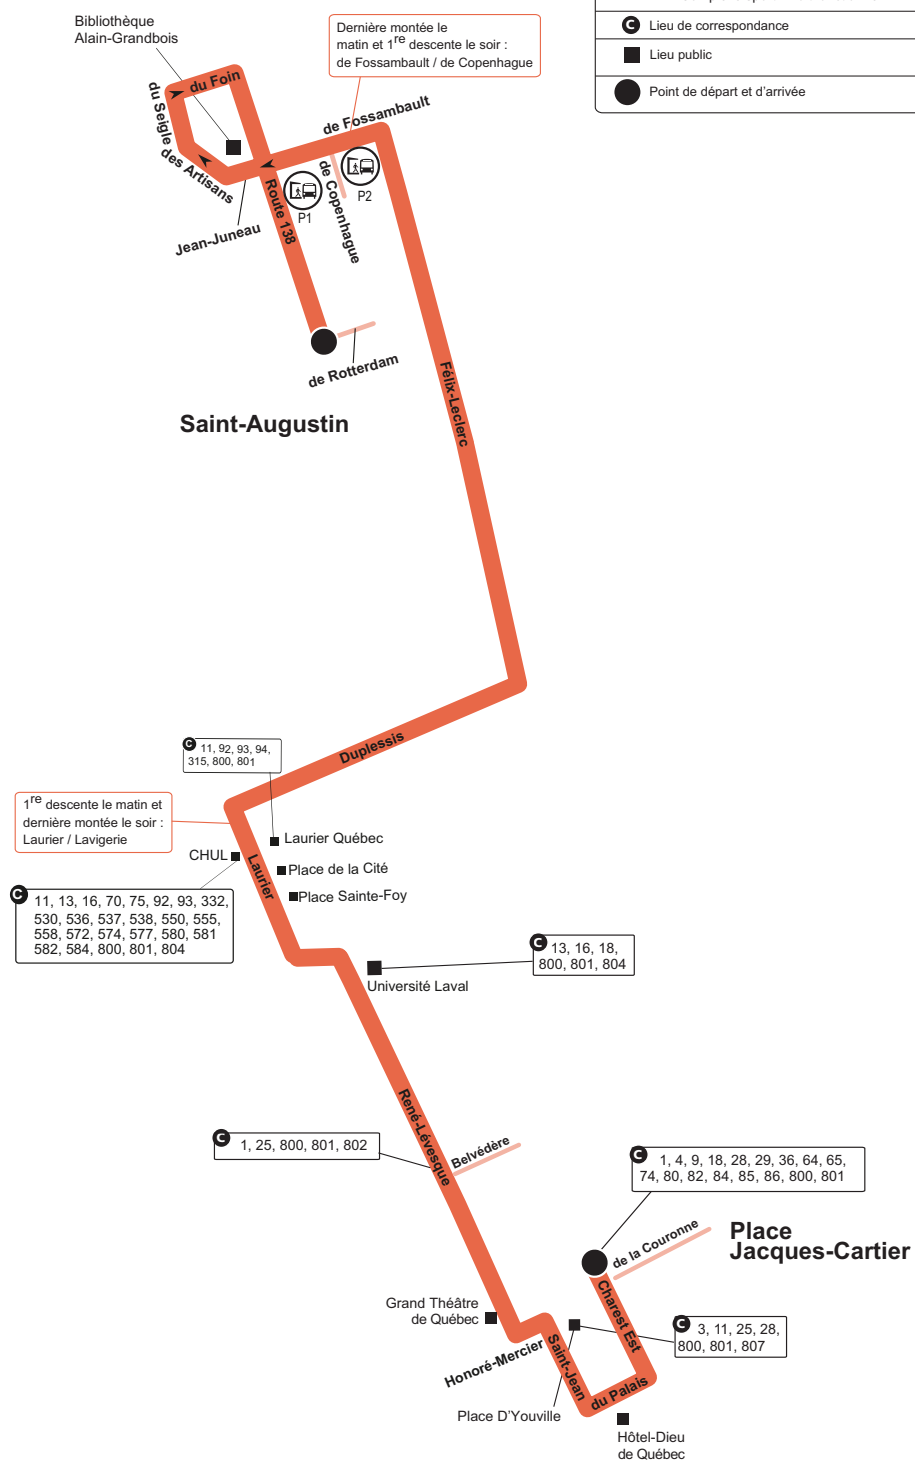 C Lieu de correspondance
Lieu public
Point de départ et d'arrivée
Bibliothèque
Alain-Grandbois
Dernière montée le
matin et 1re descente le soir :
de Fossambault / de Copenhague
du Foin
du Seigle
des Artisans
Jean-Juneau
Route 138
de Fossambault
de Copenhague
P1
P2
de Rotterdam
Saint-Augustin
Félix-Leclerc
Duplessis
C 11, 92, 93, 94,
315, 800, 801
1re descente le matin et
dernière montée le soir :
Laurier / Lavigerie
Laurier Québec
CHUL
Laurier
Place de la Cité
Place Sainte-Foy
C 11, 13, 16, 70, 75, 92, 93, 332,
530, 536, 537, 538, 550, 555,
558, 572, 574, 577, 580, 581
582, 584, 800, 801, 804
C 13, 16, 18,
800, 801, 804
Université Laval
René-Lévesque
C 1, 25, 800, 801, 802
Belvédère
C 1, 4, 9, 18, 28, 29, 36, 64, 65,
74, 80, 82, 84, 85, 86, 800, 801
Place
Jacques-Cartier
de la Couronne
Charest Est
Grand Théâtre
de Québec
Honoré-Mercier
Saint-Jean
C 3, 11, 25, 28,
800, 801, 807
du Palais
Place D'Youville
Hôtel-Dieu
de Québec